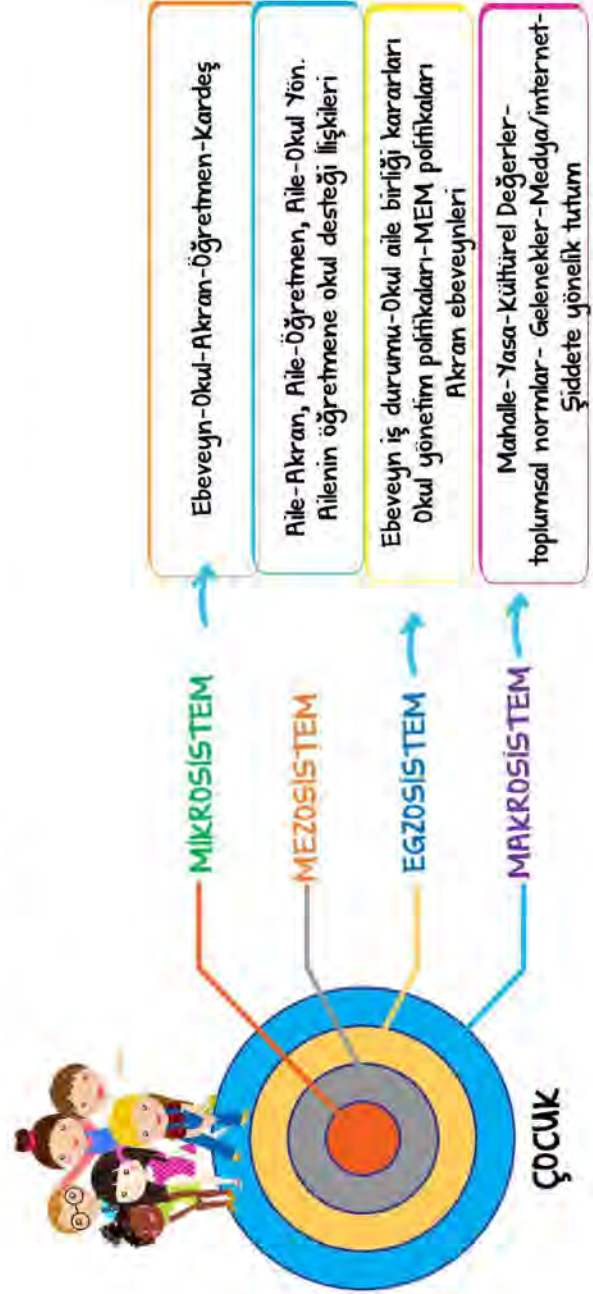 MİKROSİSTEM
Ebeveyn-Okul-Akran-Öğretmen-Kardeş
MEZOSİSTEM
Aile-Akran, Aile-Öğretmen, Aile-Okul Yön.
Ailenin öğretmene okul desteği İlişkileri
EGZOSİSTEM
Ebeveyn iş durumu-Okul aile birliği kararları
Okul yönetim politikaları-MEM politikaları
Akran ebeveynleri
MAKROSİSTEM
Mahalle-Yasa-Kültürel Değerler-
toplumsal normlar- Gelenekler-Medya/internet-
Şiddete yönelik tutum
ÇOCUK